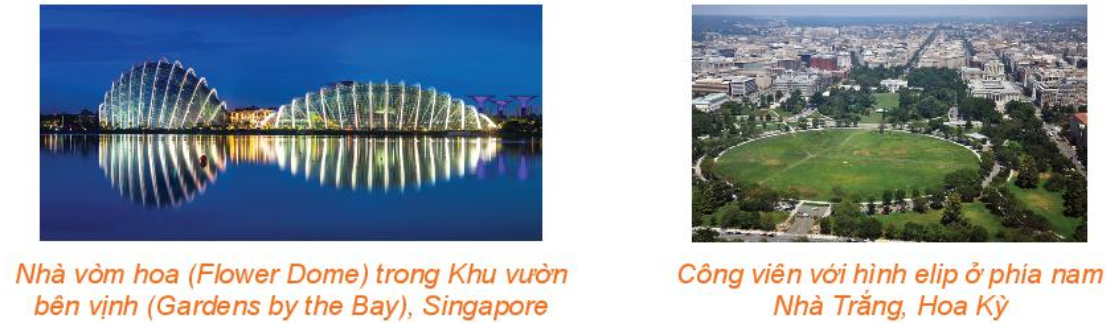 Nhà vòm hoa (Flower Dome) trong Khu vườn
bên vịnh (Gardens by the Bay), Singapore
Công viên với hình elip ở phía nam
Nhà Trắng, Hoa Kỳ